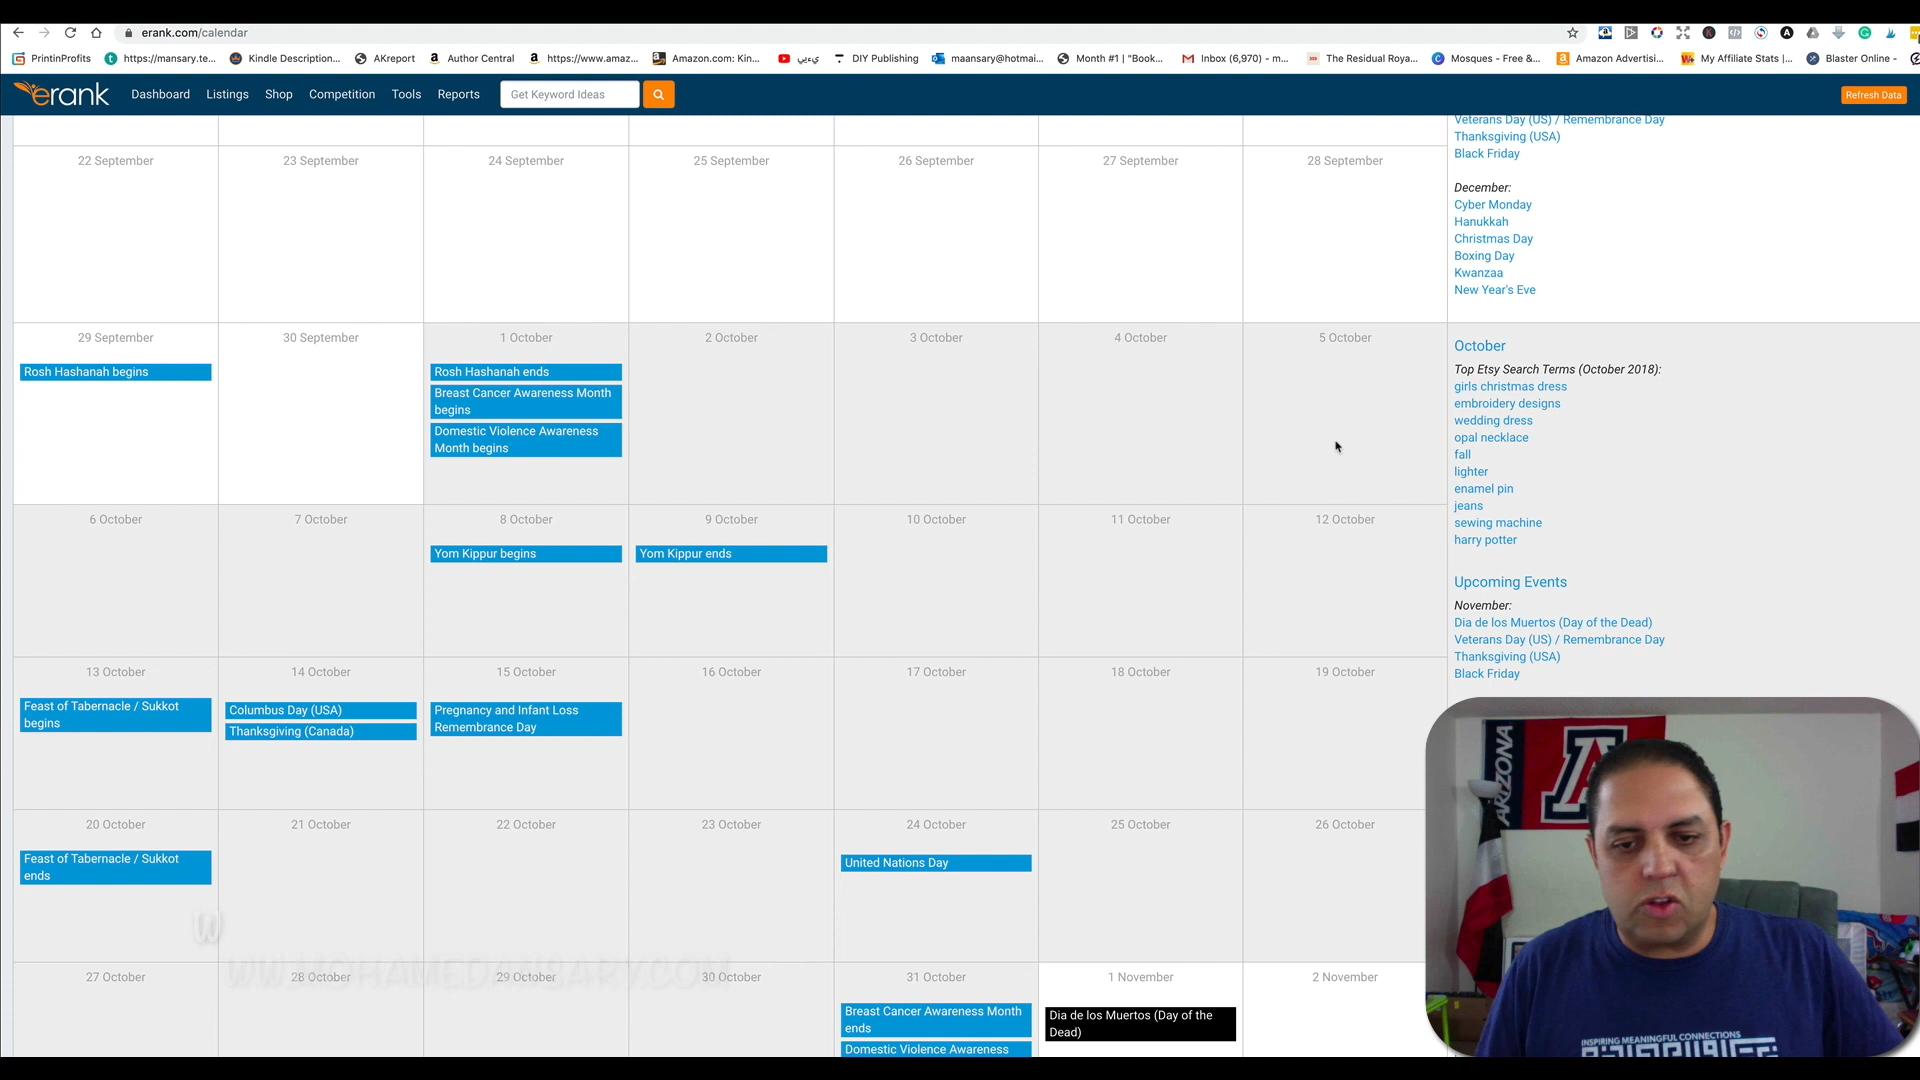 erank.com/calendar
PrintinProfits
https://mansary.te...
Kindle Description...
AKreport
Author Central
https://www.amaz...
Amazon.com: Kin...
يءيي
DIY Publishing
maansary@hotmai...
Month #1 | "Book...
Inbox (6,970) - m...
The Residual Roya...
Mosques - Free &...
Amazon Advertisi...
My Affiliate Stats |...
Blaster Online -
erank
Dashboard
Listings
Shop
Competition
Tools
Reports
Get Keyword Ideas
Refresh Data
Veterans Day (US) / Remembrance Day
Thanksgiving (USA)
Black Friday
22 September
23 September
24 September
25 September
26 September
27 September
28 September
December:
Cyber Monday
Hanukkah
Christmas Day
Boxing Day
Kwanzaa
New Year's Eve
29 September
Rosh Hashanah begins
30 September
1 October
Rosh Hashanah ends
Breast Cancer Awareness Month
begins
Domestic Violence Awareness
Month begins
2 October
3 October
4 October
5 October
October
Top Etsy Search Terms (October 2018):
girls christmas dress
embroidery designs
wedding dress
opal necklace
fall
lighter
enamel pin
jeans
sewing machine
harry potter
6 October
7 October
8 October
Yom Kippur begins
9 October
Yom Kippur ends
10 October
11 October
12 October
Upcoming Events
November:
Dia de los Muertos (Day of the Dead)
Veterans Day (US) / Remembrance Day
Thanksgiving (USA)
Black Friday
13 October
Feast of Tabernacle / Sukkot
begins
14 October
Columbus Day (USA)
Thanksgiving (Canada)
15 October
Pregnancy and Infant Loss
Remembrance Day
16 October
17 October
18 October
19 October
20 October
Feast of Tabernacle / Sukkot
ends
21 October
22 October
23 October
24 October
United Nations Day
25 October
26 October
W
WWW.MOHAMEDANSARY.COM
27 October
28 October
29 October
30 October
31 October
Breast Cancer Awareness Month
ends
Domestic Violence Awareness
1 November
Dia de los Muertos (Day of the
Dead)
2 November
ARIZONA
A
INSPIRING MEANINGFUL CONNECTIONS